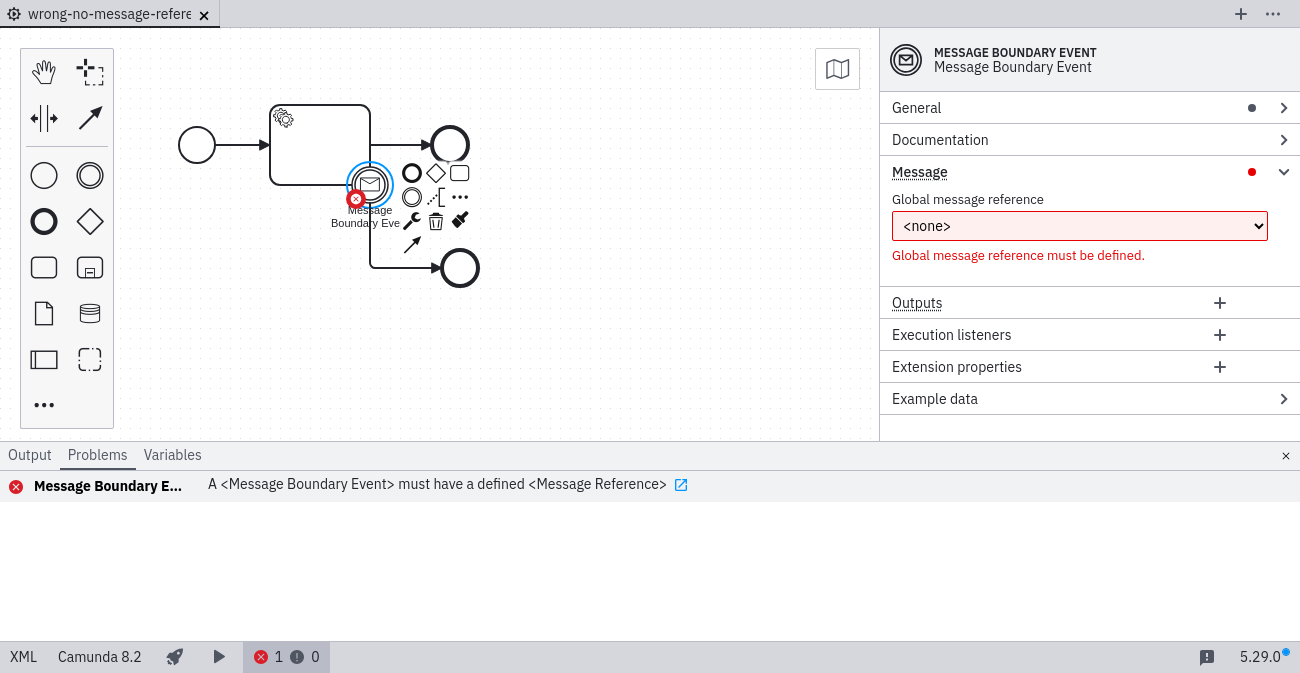 wrong-no-message-refere
MESSAGE BOUNDARY EVENT
Message Boundary Event
General
Documentation
Message
Global message reference
<none>
Global message reference must be defined.
Outputs
Execution listeners
Extension properties
Example data
Message
Boundary Eve
Output
Problems
Variables
Message Boundary E...
A <Message Boundary Event> must have a defined <Message Reference>
XML
Camunda 8.2
1
0
5.29.0